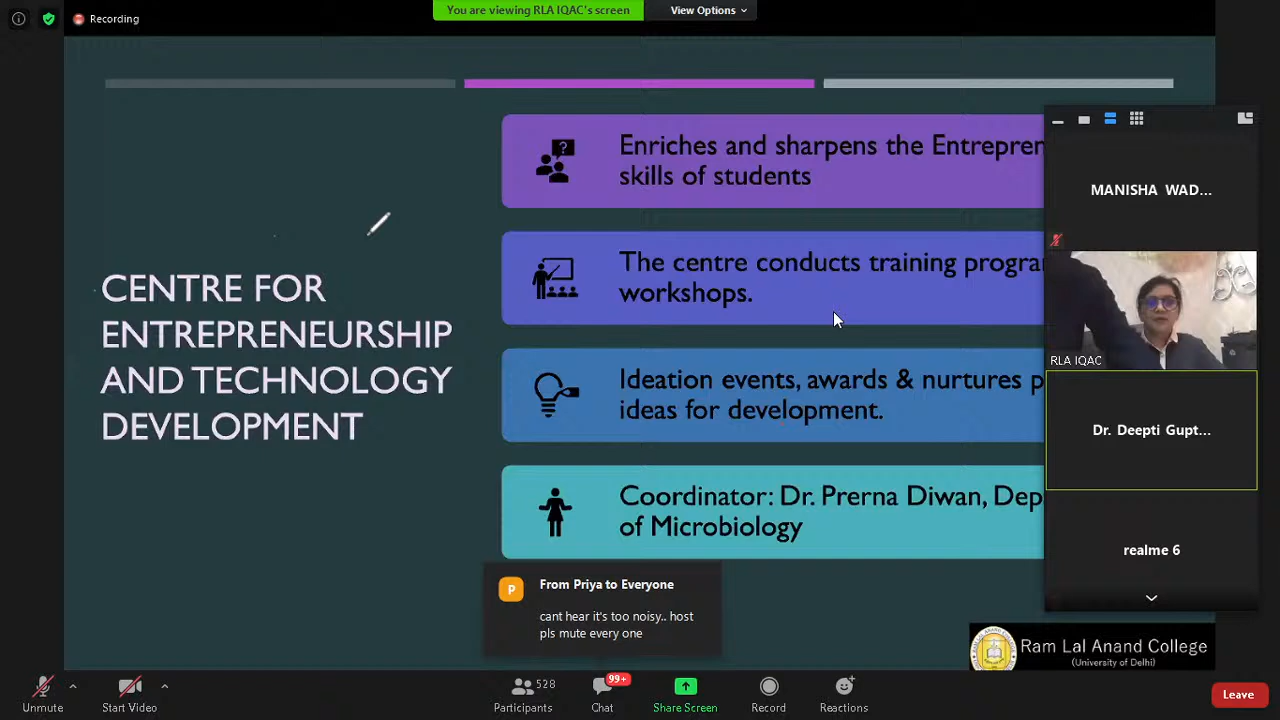 Recording
You are viewing RLA IQAC's screen
View Options
CENTRE FOR
ENTREPRENEURSHIP
AND TECHNOLOGY
DEVELOPMENT
Enriches and sharpens the Entrepren
skills of students
The centre conducts training progra
workshops.
Ideation events, awards & nurtures p
ideas for development.
Coordinator: Dr. Prerna Diwan, Dep
of Microbiology
MANISHA WAD...
RLA IQAC
Dr. Deepti Gupt...
realme 6
P
From Priya to Everyone
cant hear it's too noisy.. host
pls mute every one
Ram Lal Anand College
(University of Delhi)
Unmute
Start Video
528
Participants
99+
Chat
Share Screen
Record
Reactions
Leave